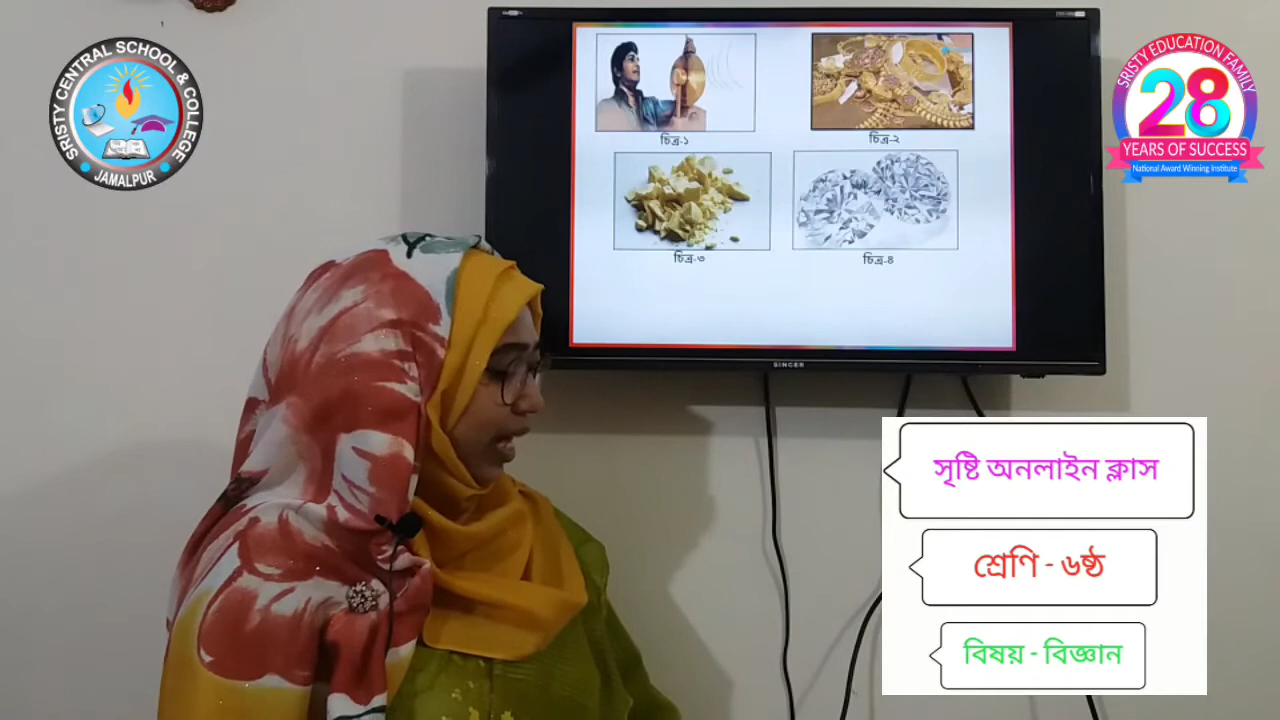 SRISTY CENTRAL SCHOOL & COLLEGE
JAMALPUR
চিত্র-১
চিত্র-২
চিত্র-৩
চিত্র-৪
SINGER
SRISTY EDUCATION FAMILY
28
YEARS OF SUCCESS
National Award Winning Institute
সৃষ্টি অনলাইন ক্লাস
শ্রেণি - ৬ষ্ঠ
বিষয় - বিজ্ঞান